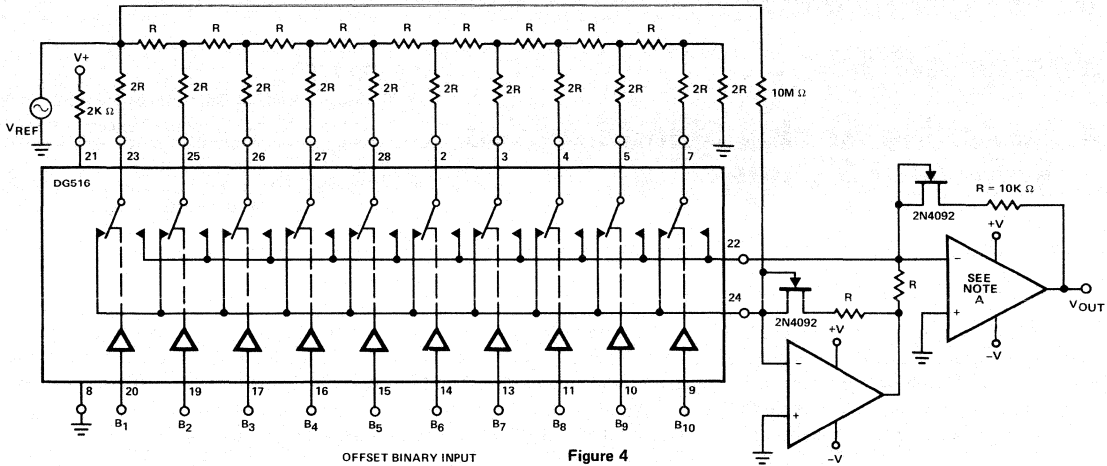 R R R R R R R R R
V+
2R 2R 2R 2R 2R 2R 2R 2R 2R 2R 2R 10M Ω
2K Ω
VREF
21 23 25 26 27 28 2 3 4 5 7
DG516
R = 10K Ω
2N4092
+V
22
SEE
NOTE
A
−
+
VOUT
−V
R
24
R
2N4092
+V
−
+
−V
8 20 19 17 16 15 14 13 11 10 9
B1 B2 B3 B4 B5 B6 B7 B8 B9 B10
OFFSET BINARY INPUT
Figure 4